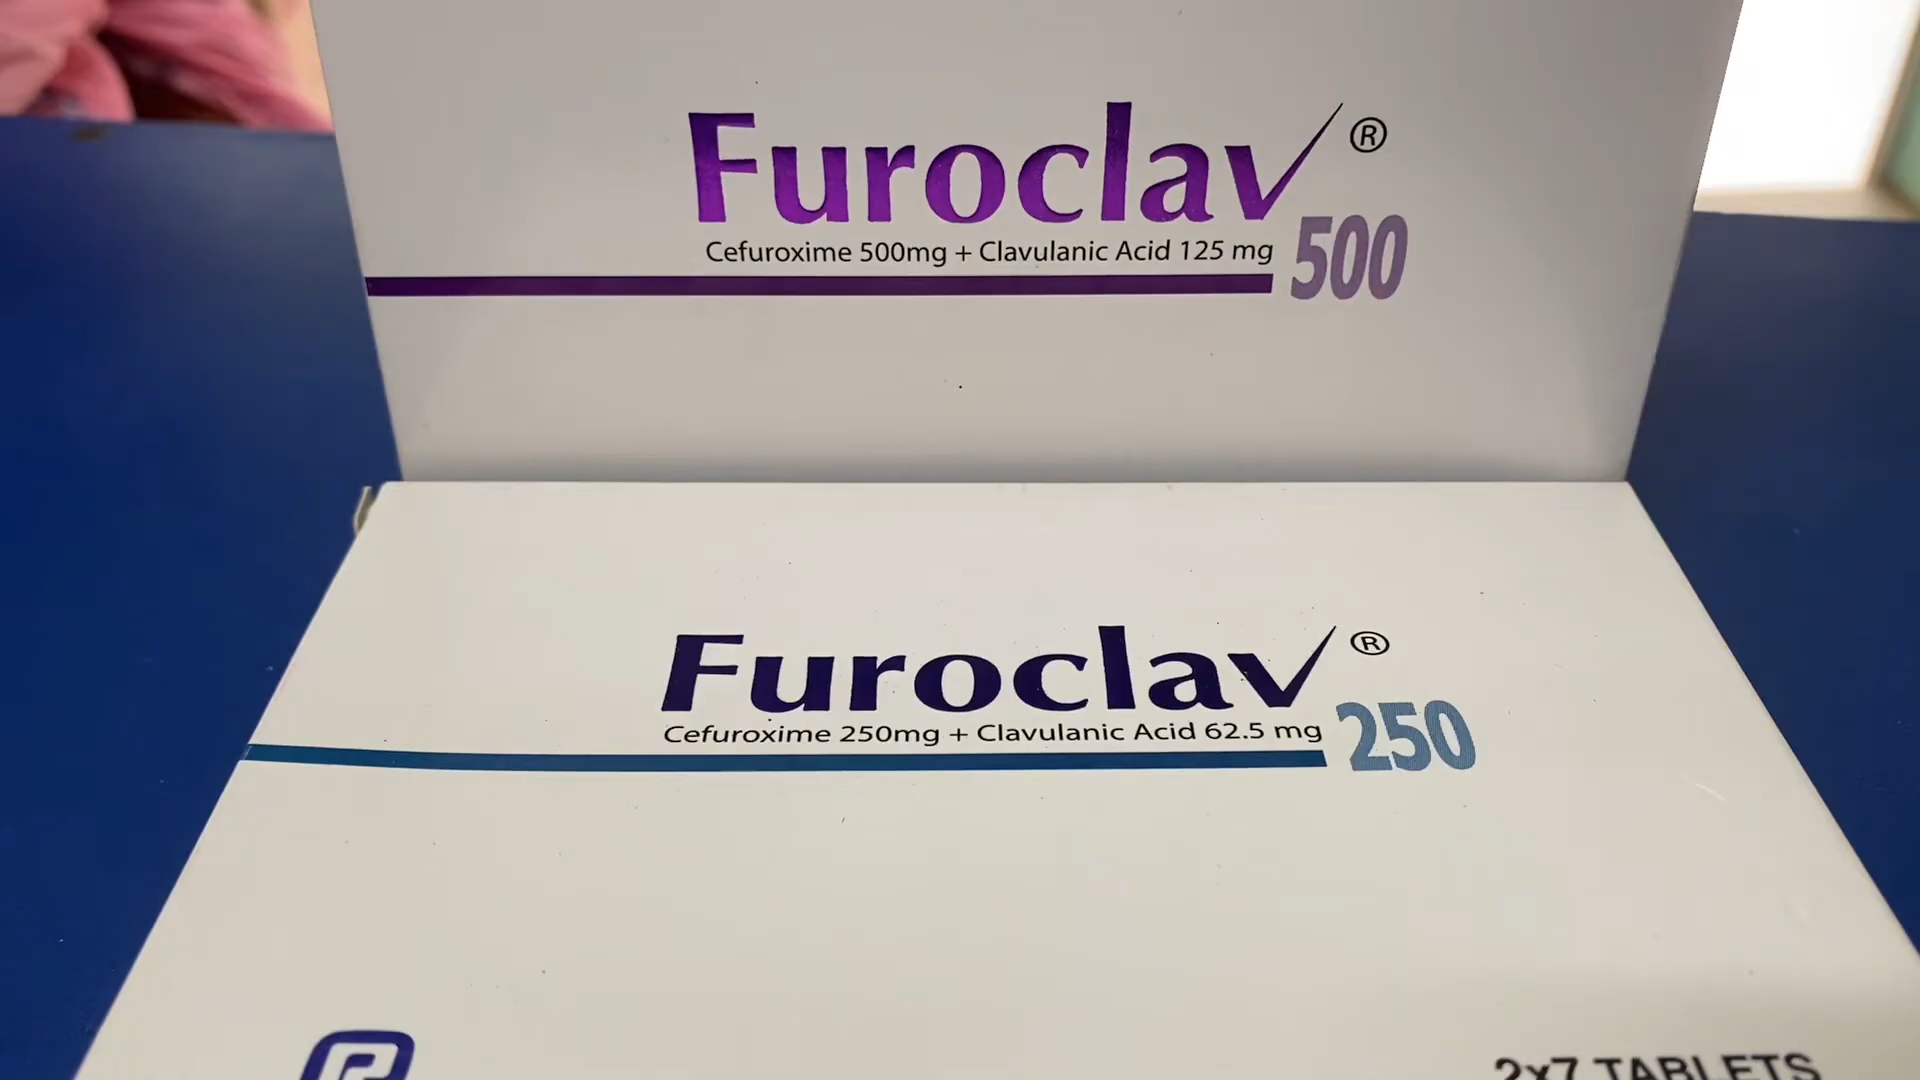 Furoclav®
Cefuroxime 500mg + Clavulanic Acid 125 mg
500
Furoclav®
Cefuroxime 250mg + Clavulanic Acid 62.5 mg
250
2x7 TABLETS